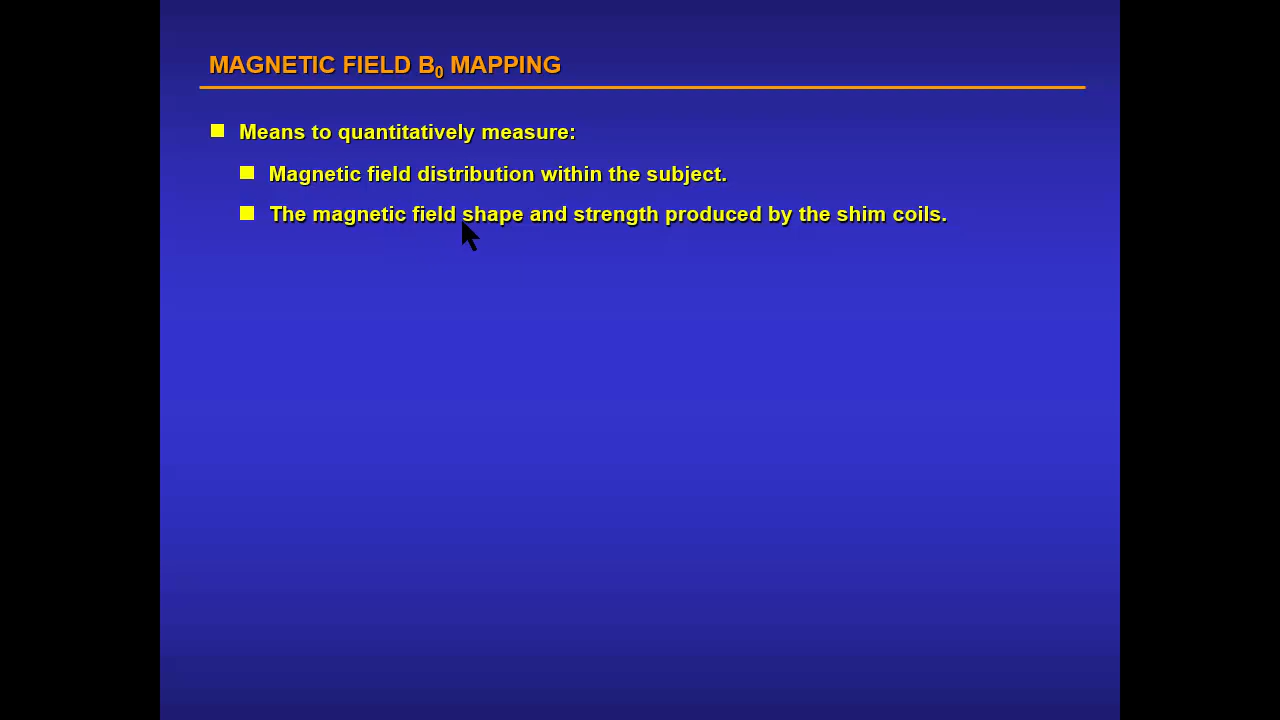 MAGNETIC FIELD B0 MAPPING
Means to quantitatively measure:
Magnetic field distribution within the subject.
The magnetic field shape and strength produced by the shim coils.